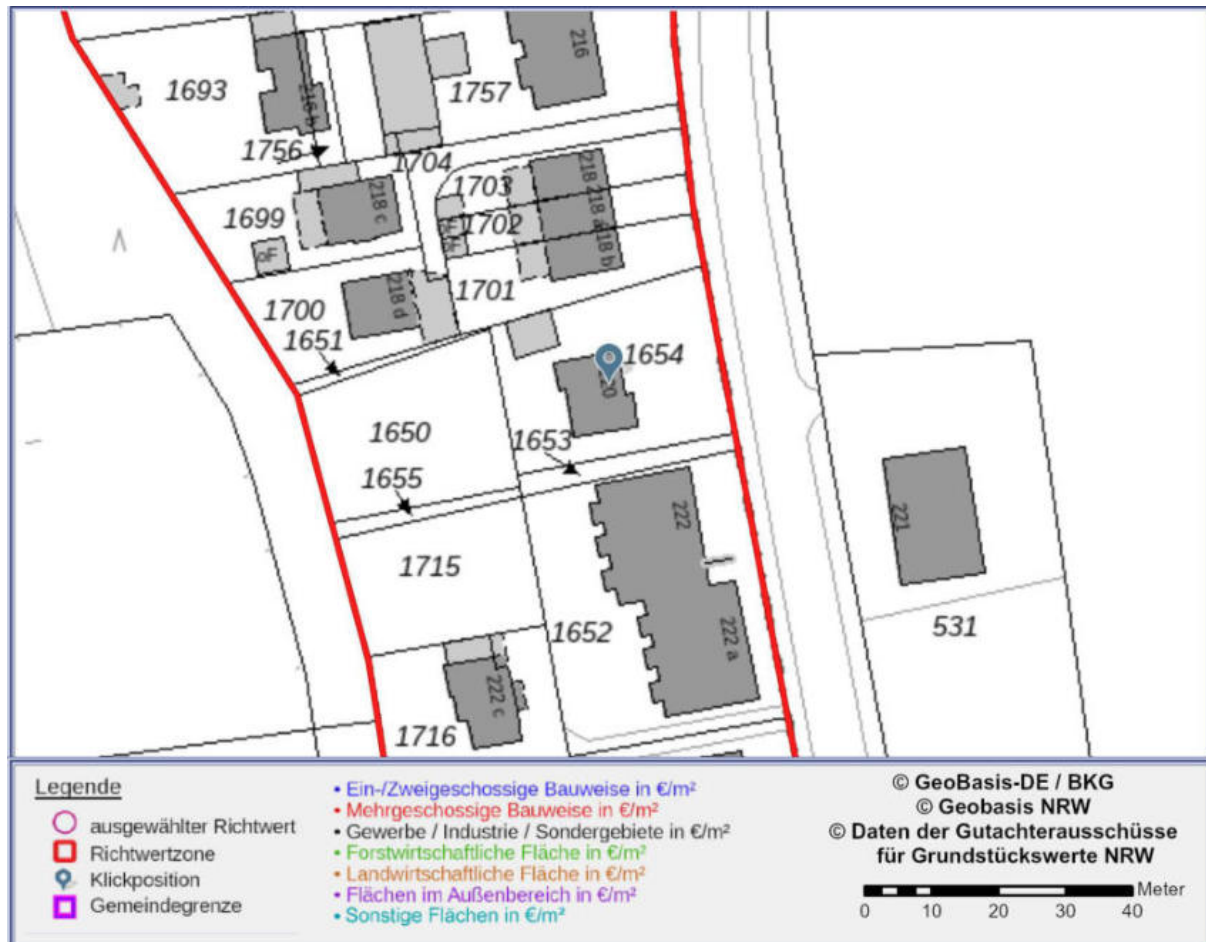 216
1693
216 b
1757
1756
1704
218
1703
218 c
218 a
1699
1702
218 b
1700
218 d
1701
1651
1654
1650
1653
1655
222
221
1715
1652
531
222 a
222 c
1716
Legende
ausgewählter Richtwert
Richtwertzone
Klickposition
Gemeindegrenze
• Ein-/Zweigeschossige Bauweise in €/m²
• Mehrgeschossige Bauweise in €/m²
• Gewerbe / Industrie / Sondergebiete in €/m²
• Forstwirtschaftliche Fläche in €/m²
• Landwirtschaftliche Fläche in €/m²
• Flächen im Außenbereich in €/m²
• Sonstige Flächen in €/m²
© GeoBasis-DE / BKG
© Geobasis NRW
© Daten der Gutachterausschüsse
für Grundstückswerte NRW
Meter
0 10 20 30 40